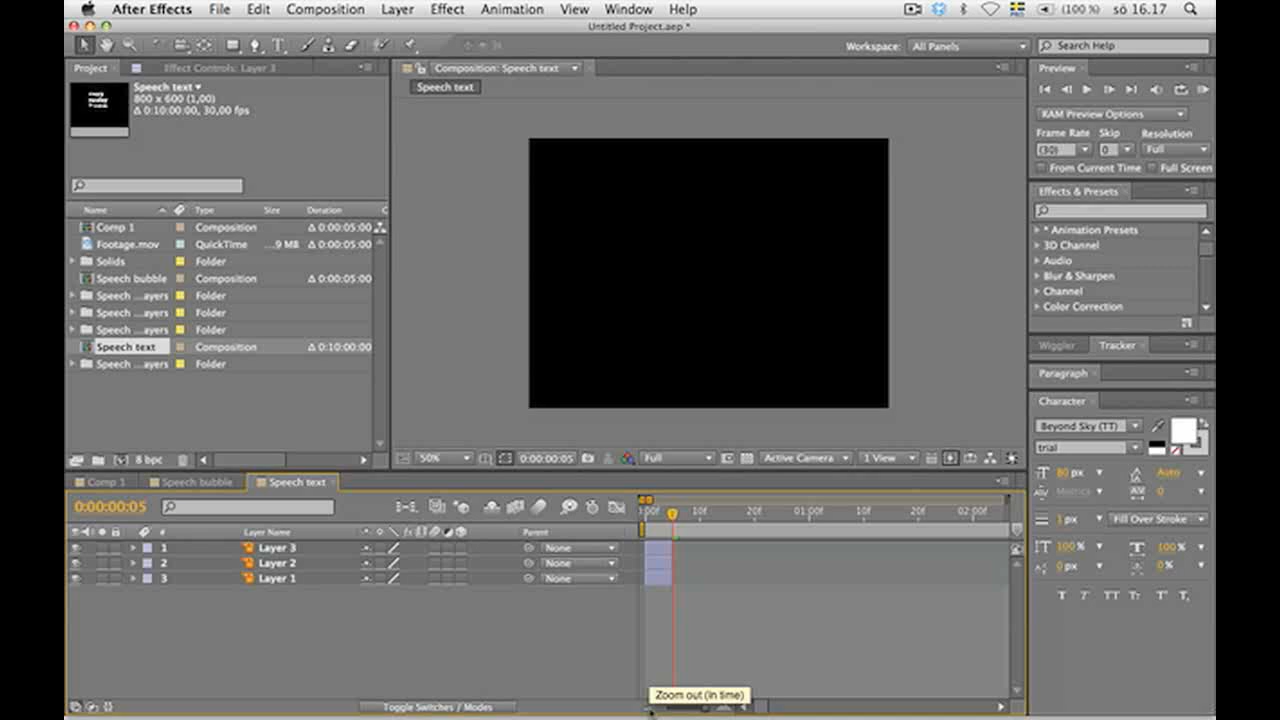 After Effects File Edit Composition Layer Effect Animation View Window Help (100 %) sö 16.17
Untitled Project.aep *
Workspace: All Panels Search Help
Project Effect Controls: Layer 3 Composition: Speech text Preview
Speech text
800 x 600 (1,00)
Δ 0:10:00:00, 30,00 fps
Speech text
RAM Preview Options
Frame Rate Skip Resolution
(30) 0 Full
From Current Time Full Screen
Effects & Presets
Name Type Size Duration
Comp 1 Composition Δ 0:00:05:00
Footage.mov QuickTime ...9 MB Δ 0:00:05:00
Solids Folder
Speech bubble Composition Δ 0:00:05:00
Speech ...ayers Folder
Speech ...ayers Folder
Speech ...ayers Folder
Speech text Composition Δ 0:10:00:00
Speech ...ayers Folder
* Animation Presets
3D Channel
Audio
Blur & Sharpen
Channel
Color Correction
Wiggler Tracker
Paragraph
Character
Beyond Sky (TT)
trial
80 px Auto
Metrics 0
1 px Fill Over Stroke
100 % 100 %
0 px 0 %
T T TT Tr T' T,
8 bpc
50% 0:00:00:05 Full Active Camera 1 View
Comp 1 Speech bubble Speech text
0:00:00:05
:00f 10f 20f 01:00f 10f 20f 02:00f
# Layer Name Parent
1 Layer 3 None
2 Layer 2 None
3 Layer 1 None
Zoom out (in time)
Toggle Switches / Modes